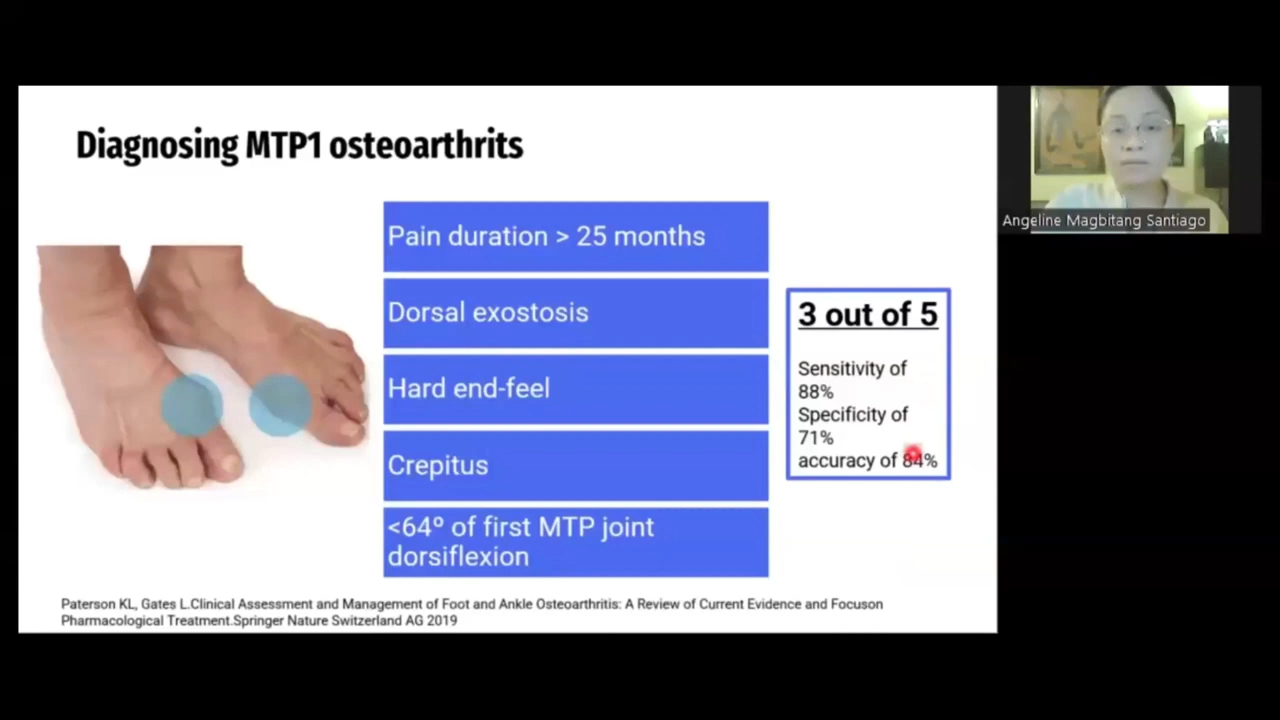 Diagnosing MTP1 osteoarthrits
Pain duration > 25 months
Dorsal exostosis
Hard end-feel
Crepitus
<64º of first MTP joint
dorsiflexion
3 out of 5
Sensitivity of
88%
Specificity of
71%
accuracy of 84%
Paterson KL, Gates L.Clinical Assessment and Management of Foot and Ankle Osteoarthritis: A Review of Current Evidence and Focuson
Pharmacological Treatment.Springer Nature Switzerland AG 2019
Angeline Magbitang Santiago